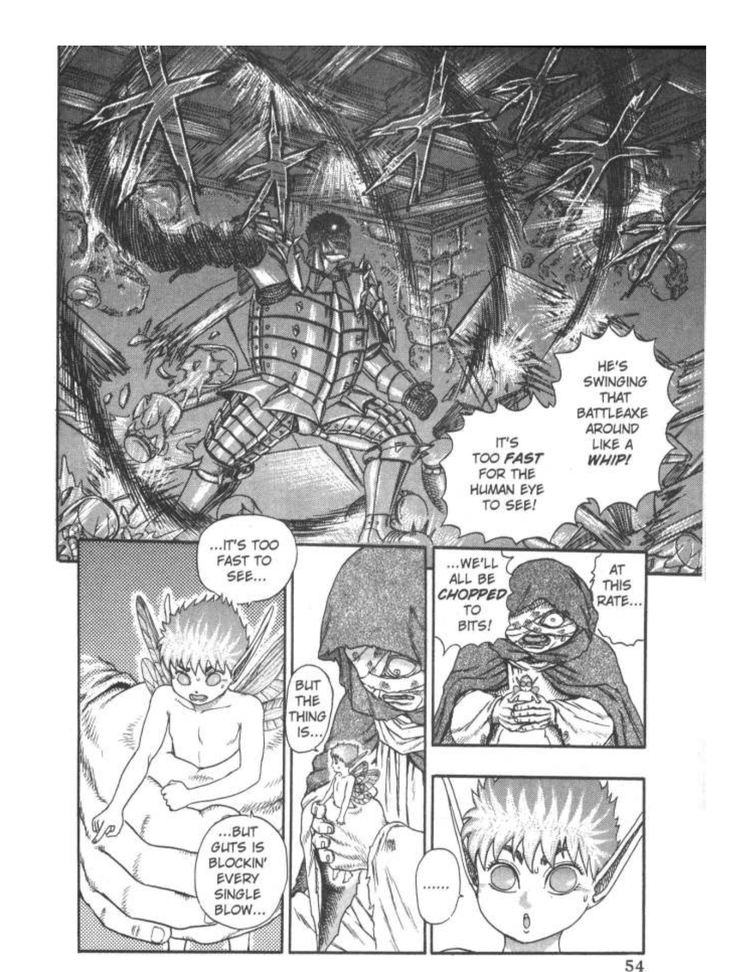 HE'S
SWINGING
THAT
BATTLEAXE
AROUND
LIKE A
WHIP!
IT'S
TOO FAST
FOR THE
HUMAN EYE
TO SEE!
AT
THIS
RATE...
...WE'LL
ALL BE
CHOPPED
TO
BITS!
......
BUT
THE
THING
IS...
...IT'S TOO
FAST TO
SEE...
...BUT
GUTS IS
BLOCKIN'
EVERY
SINGLE
BLOW...
54